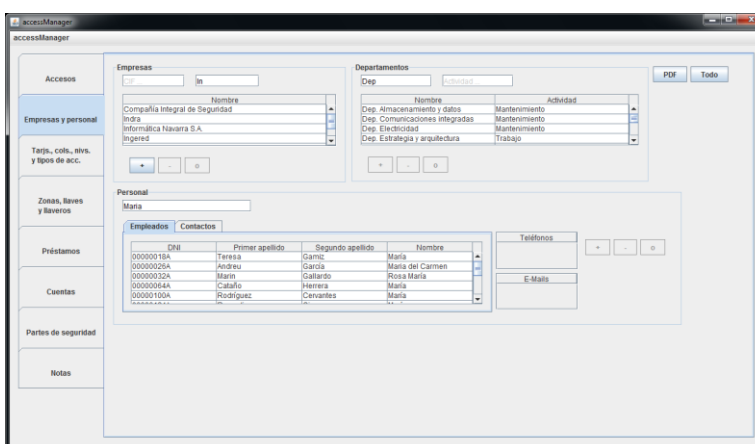 accessManager
accessManager
Accesos
Empresas y personal
Tarjs., cols., nivs.
y tipos de acc.
Zonas, llaves
y llaveros
Préstamos
Cuentas
Partes de seguridad
Notas
Empresas
CIF
In
Nombre
Compañía Integral de Seguridad
Indra
Informática Navarra S.A.
Ingered
+ - o
Departamentos
Dep
Actividad
Nombre Actividad
Dep. Almacenamiento y datos Mantenimiento
Dep. Comunicaciones integradas Mantenimiento
Dep. Electricidad Mantenimiento
Dep. Estrategia y arquitectura Trabajo
+ - o
PDF Todo
Personal
Maria
Empleados Contactos
DNI Primer apellido Segundo apellido Nombre
00000018A Teresa Gamiz María
00000026A Andreu García Maria del Carmen
00000032A Marin Gallardo Rosa María
00000064A Cataño Herrera María
00000100A Rodríguez Cervantes María
Teléfonos
E-Mails
+ - o